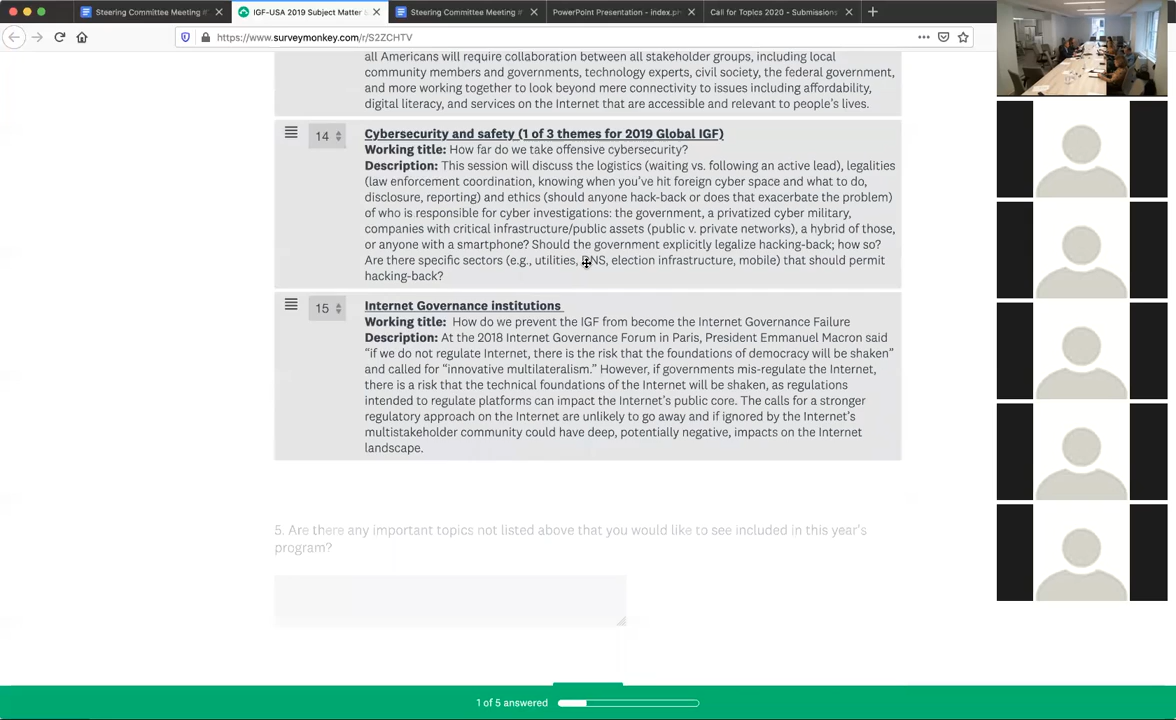 Steering Committee Meeting I
IGF-USA 2019 Subject Matter
Steering Committee Meeting I
PowerPoint Presentation - index.p
Call for Topics 2020 - Submissions
https://www.surveymonkey.com/r/S2ZCHTV
all Americans will require collaboration between all stakeholder groups, including local
community members and governments, technology experts, civil society, the federal government,
and more working together to look beyond mere connectivity to issues including affordability,
digital literacy, and services on the Internet that are accessible and relevant to people's lives.
14
Cybersecurity and safety (1 of 3 themes for 2019 Global IGF)
Working title: How far do we take offensive cybersecurity?
Description: This session will discuss the logistics (waiting vs. following an active lead), legalities
(law enforcement coordination, knowing when you've hit foreign cyber space and what to do,
disclosure, reporting) and ethics (should anyone hack-back or does that exacerbate the problem)
of who is responsible for cyber investigations: the government, a privatized cyber military,
companies with critical infrastructure/public assets (public v. private networks), a hybrid of those,
or anyone with a smartphone? Should the government explicitly legalize hacking-back; how so?
Are there specific sectors (e.g., utilities, DNS, election infrastructure, mobile) that should permit
hacking-back?
15
Internet Governance institutions
Working title: How do we prevent the IGF from become the Internet Governance Failure
Description: At the 2018 Internet Governance Forum in Paris, President Emmanuel Macron said
“if we do not regulate Internet, there is the risk that the foundations of democracy will be shaken”
and called for “innovative multilateralism.” However, if governments mis-regulate the Internet,
there is a risk that the technical foundations of the Internet will be shaken, as regulations
intended to regulate platforms can impact the Internet's public core. The calls for a stronger
regulatory approach on the Internet are unlikely to go away and if ignored by the Internet's
multistakeholder community could have deep, potentially negative, impacts on the Internet
landscape.
5. Are there any important topics not listed above that you would like to see included in this year's
program?
1 of 5 answered